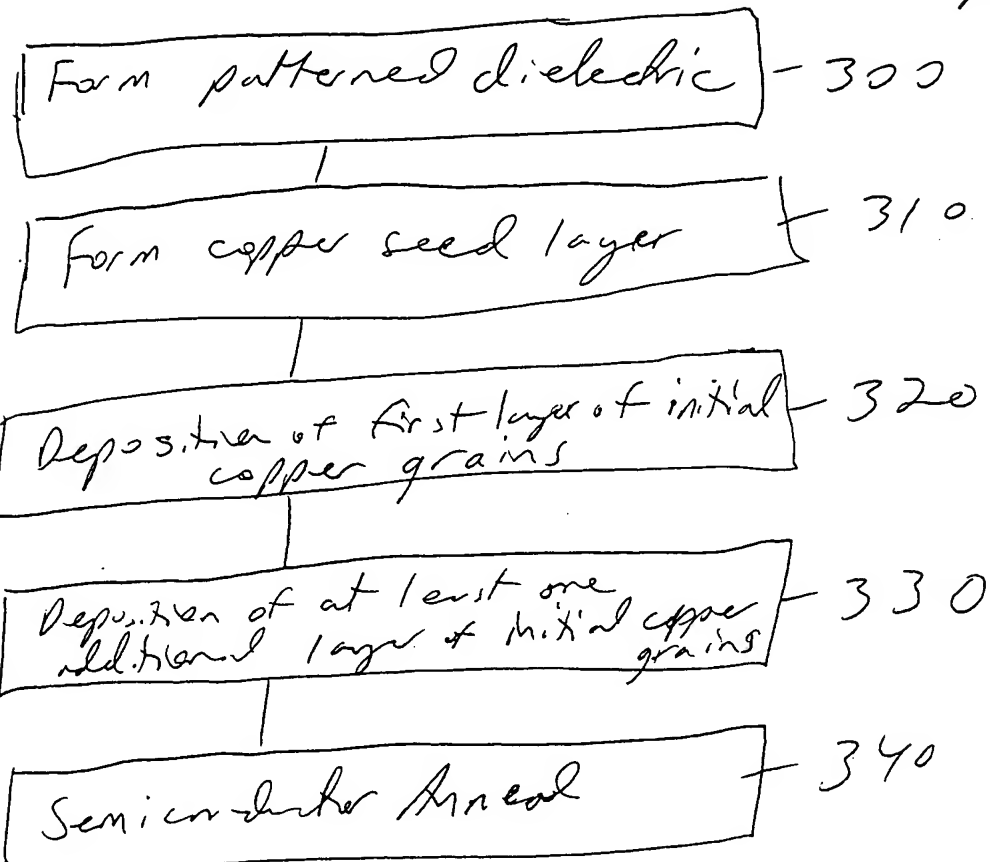 Form patterned dielectric - 300
Form copper seed layer - 310
Deposition of first layer of initial - 320
copper grains
Deposition of at least one - 330
additional layer of initial copper
grains
Semiconductor Anneal - 340